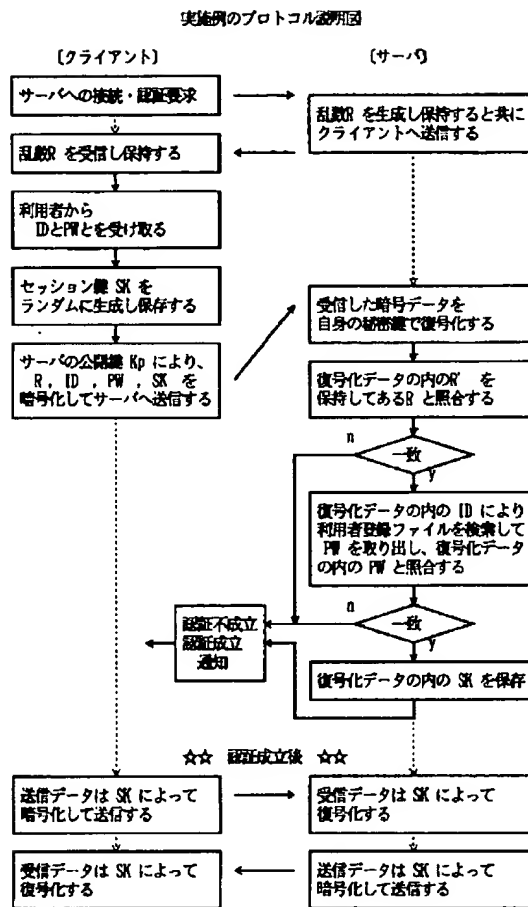 実施例のプロトコル説明図
〔クライアント〕
〔サーバ〕
サーバへの接続・認証要求
乱数R を生成し保持すると共に
クライアントへ送信する
乱数R を受信し保持する
利用者から
IDとPWとを受け取る
セッション鍵 SK を
ランダムに生成し保存する
受信した暗号データを
自身の秘密鍵で復号化する
サーバの公開鍵 Kp により、
R , ID , PW , SK を
暗号化してサーバへ送信する
復号化データの内のR' を
保持してあるR と照合する
n
一致
y
復号化データの内の ID により
利用者登録ファイルを検索して
PW を取り出し、復号化データ
の内の PW と照合する
n
一致
y
認証不成立
認証成立
通知
復号化データの内の SK を保存
☆☆ 認証成立後 ☆☆
送信データは SK によって
暗号化して送信する
受信データは SK によって
復号化する
受信データは SK によって
復号化する
送信データは SK によって
暗号化して送信する